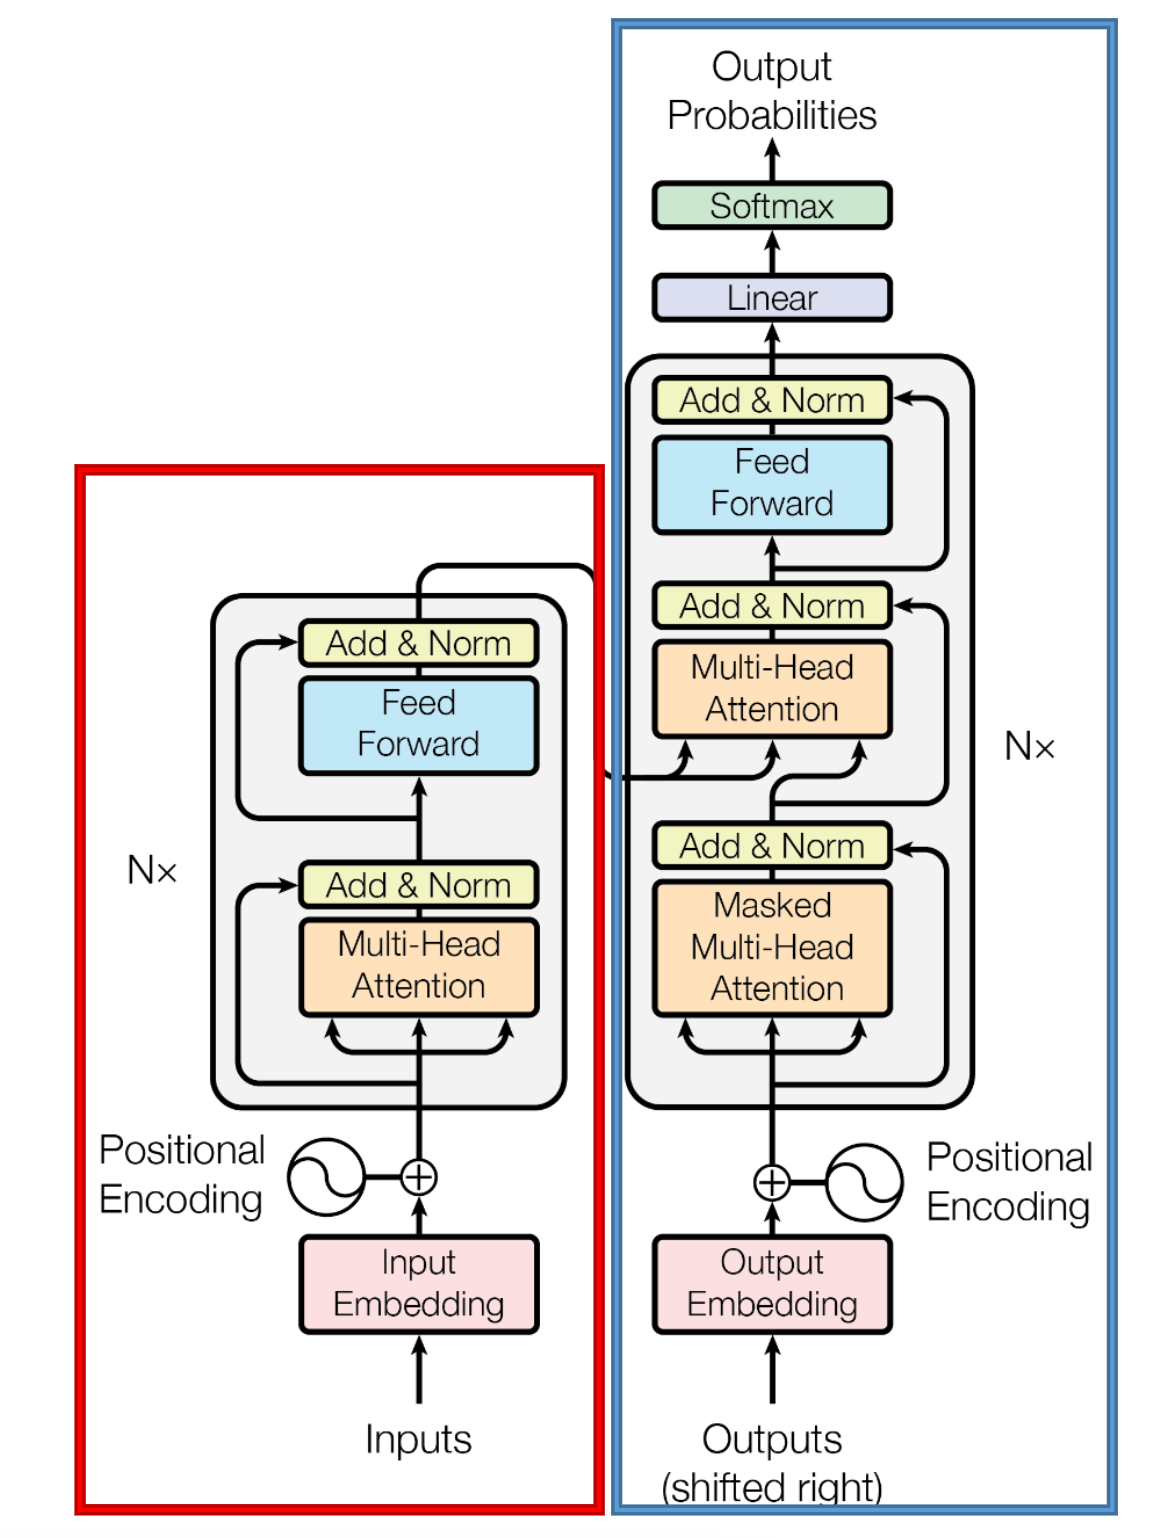 Output
Probabilities
Softmax
Linear
Add & Norm
Feed
Forward
Add & Norm
Multi-Head
Attention
Add & Norm
Masked
Multi-Head
Attention
N×
Positional
Encoding
Output
Embedding
Outputs
(shifted right)
Add & Norm
Feed
Forward
Add & Norm
Multi-Head
Attention
N×
Positional
Encoding
Input
Embedding
Inputs